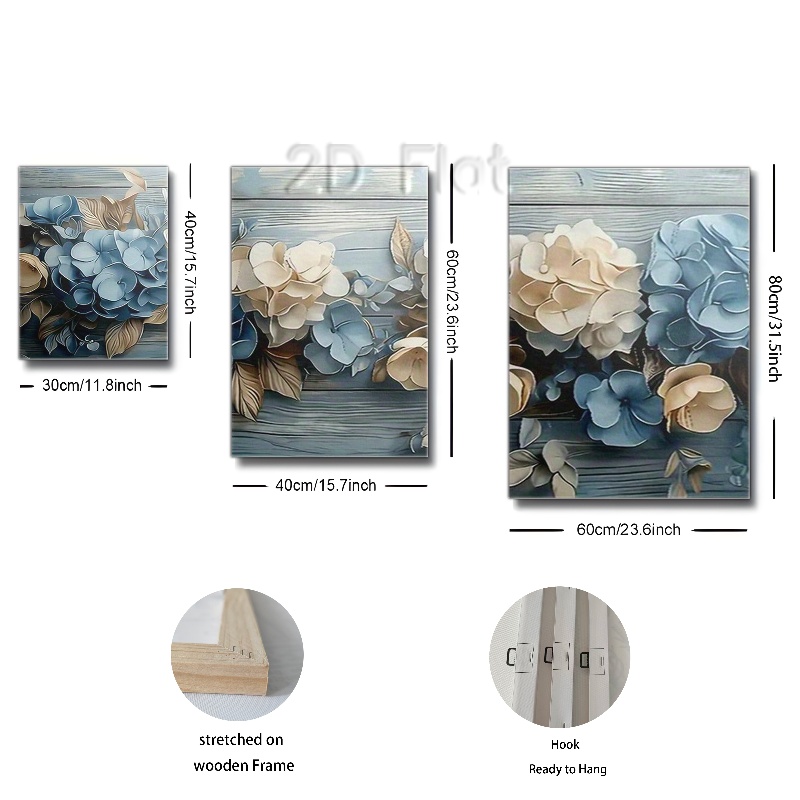 2D Flat
40cm/15.7inch
60cm/23.6inch
80cm/31.5inch
30cm/11.8inch
40cm/15.7inch
60cm/23.6inch
stretched on
wooden Frame
Hook
Ready to Hang